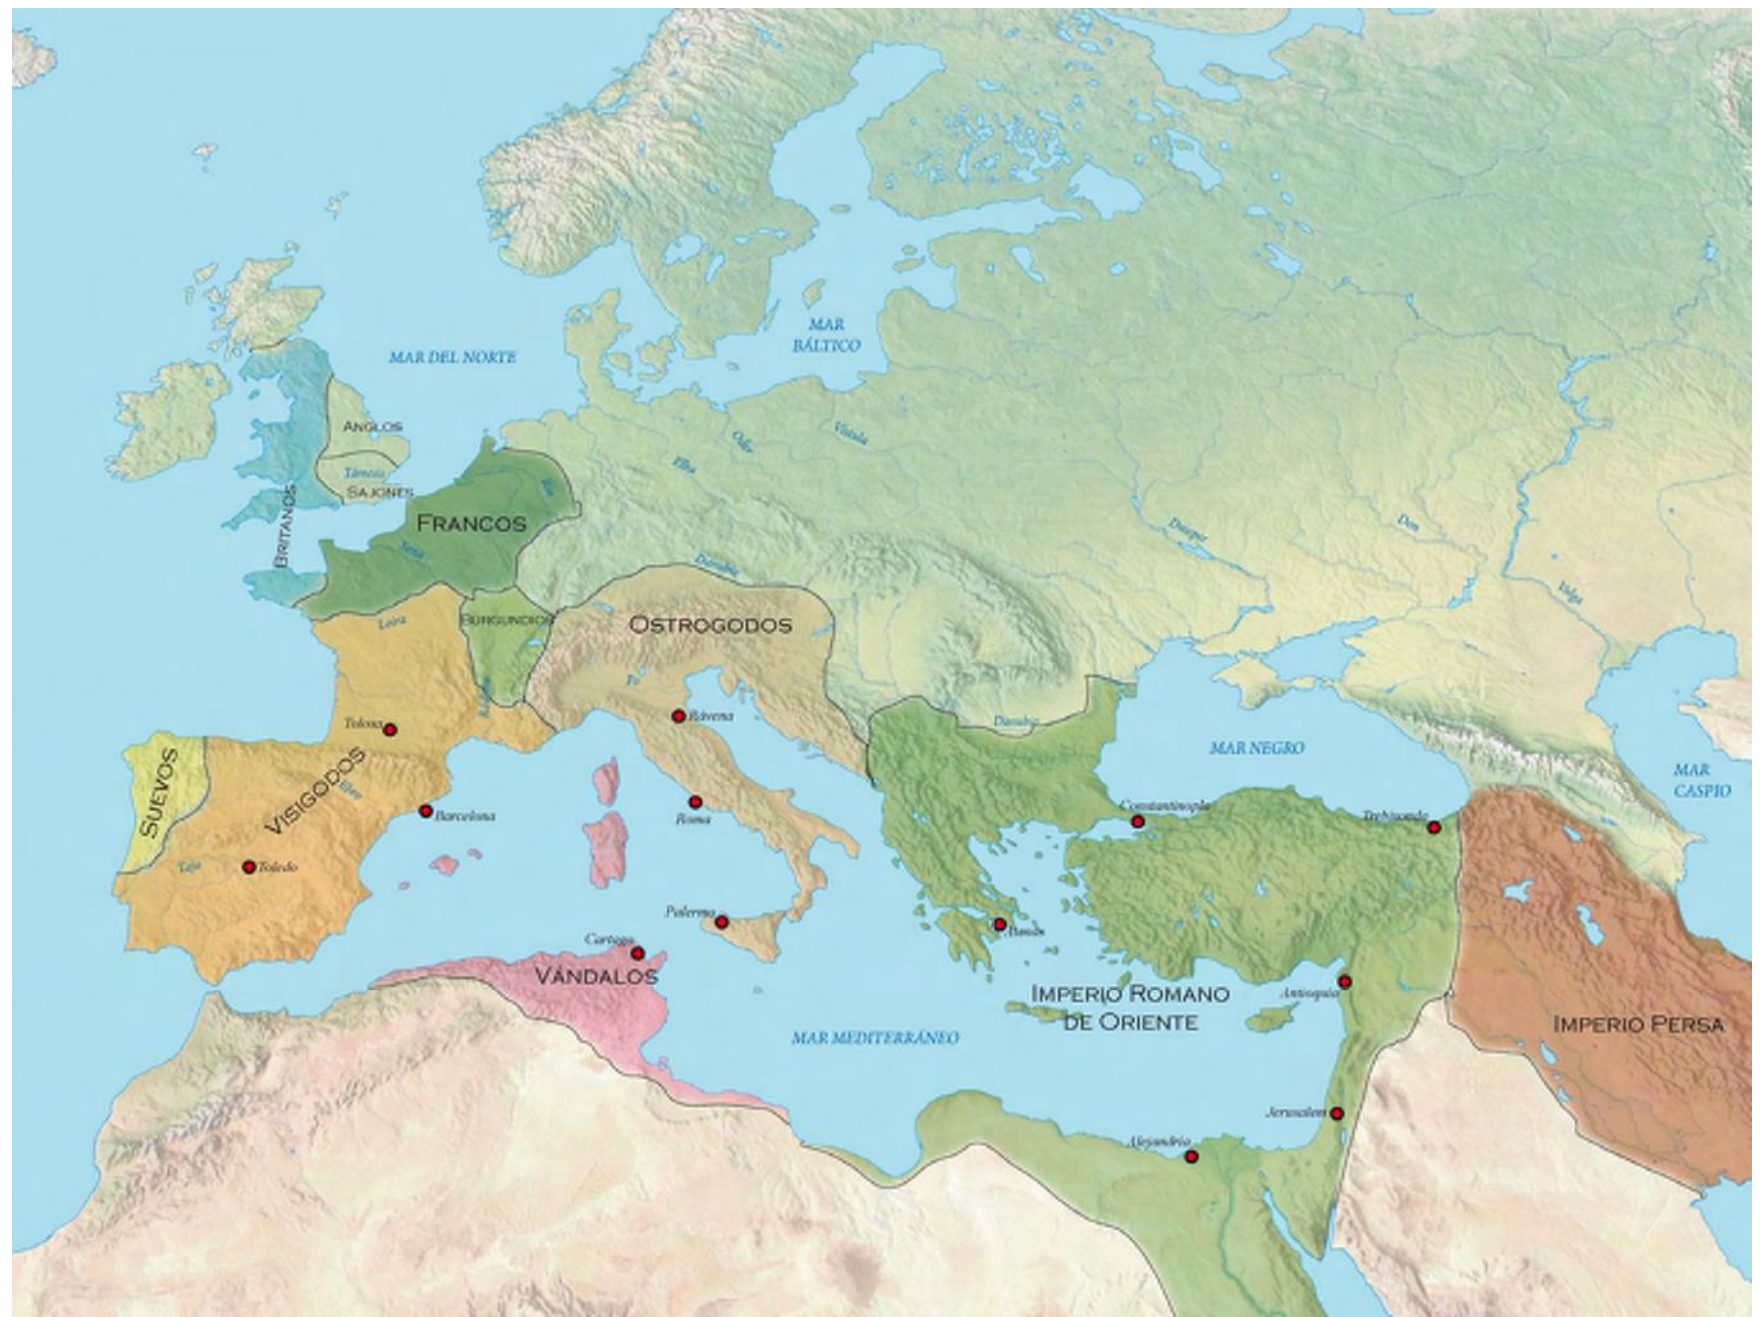 MAR
BÁLTICO
MAR DEL NORTE
ANGLOS
Támesis
SAJONES
BRITANOS
Oder
Vístula
Elba
FRANCOS
Rin
Sena
Dnieper
Don
Volga
Danubio
BURGUNDIOS
OSTROGODOS
Loira
Po
Tolosa
Rávena
Danubio
SUEVOS
VISIGODOS
Ebro
MAR NEGRO
MAR
CASPIO
Barcelona
Roma
Constantinopla
Trebisonda
Tajo
Toledo
Palermo
Atenas
Cartago
VÁNDALOS
Antioquía
IMPERIO ROMANO
DE ORIENTE
IMPERIO PERSA
MAR MEDITERRÁNEO
Jerusalem
Alejandría